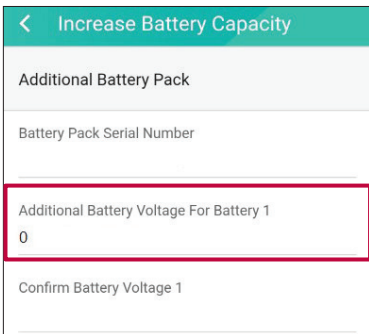 Increase Battery Capacity
Additional Battery Pack
Battery Pack Serial Number
Additional Battery Voltage For Battery 1
0
Confirm Battery Voltage 1